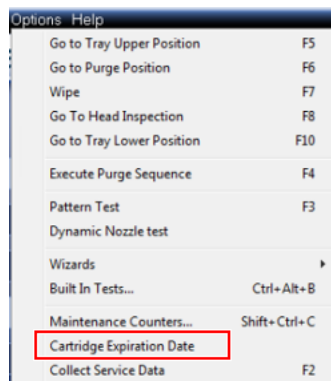 Options Help
Go to Tray Upper Position F5
Go to Purge Position F6
Wipe F7
Go To Head Inspection F8
Go to Tray Lower Position F10
Execute Purge Sequence F4
Pattern Test F3
Dynamic Nozzle test
Wizards
Built In Tests... Ctrl+Alt+B
Maintenance Counters... Shift+Ctrl+C
Cartridge Expiration Date
Collect Service Data F2